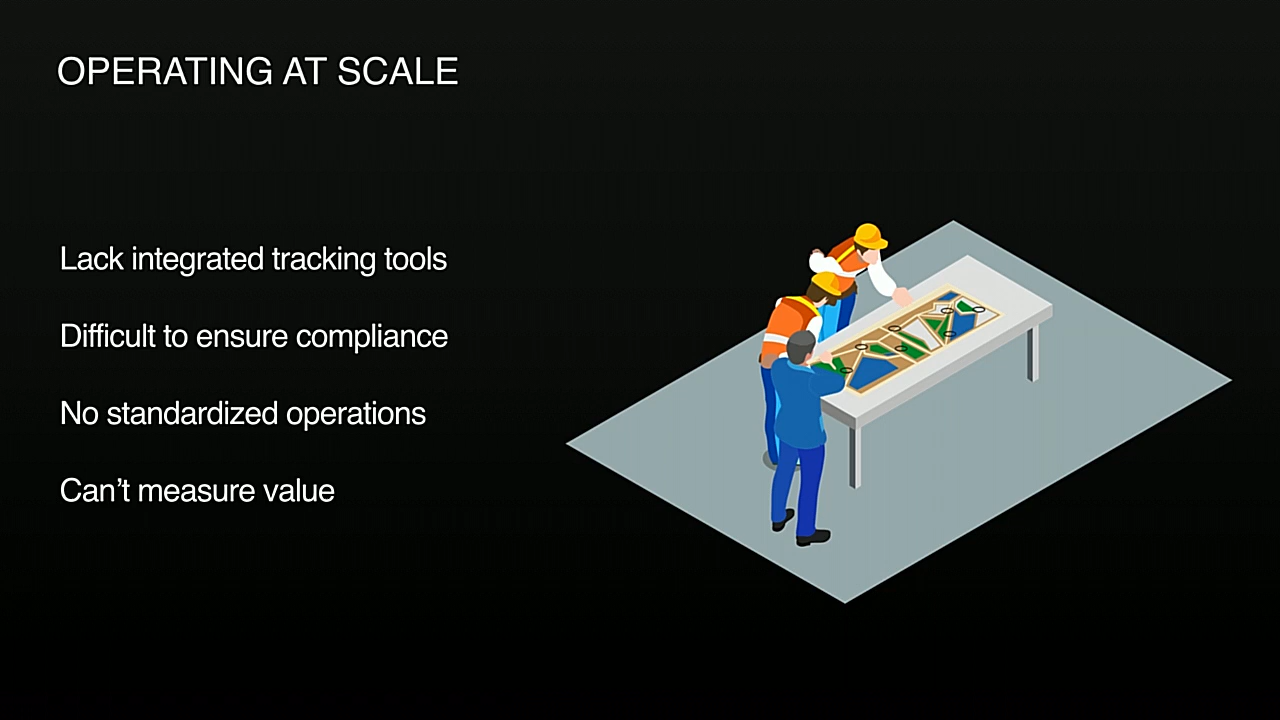 OPERATING AT SCALE
Lack integrated tracking tools
Difficult to ensure compliance
No standardized operations
Can’t measure value